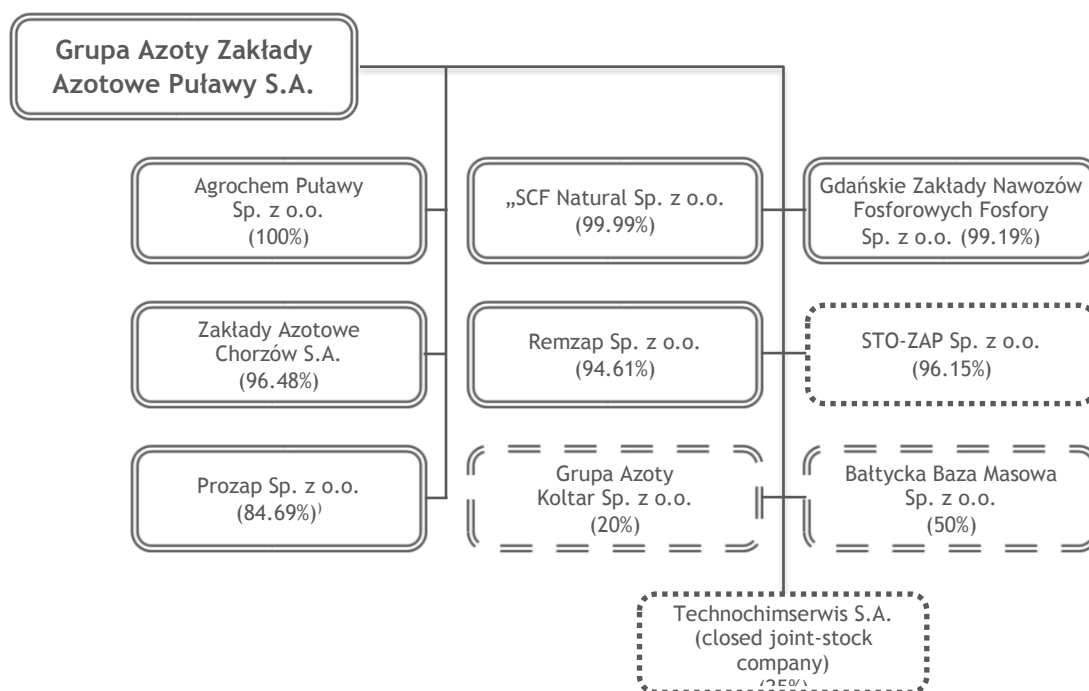 Grupa Azoty Zakłady
Azotowe Puławy S.A.
Agrochem Puławy
Sp. z o.o.
(100%)
„SCF Natural Sp. z o.o.
(99.99%)
Gdańskie Zakłady Nawozów
Fosforowych Fosfory
Sp. z o.o. (99.19%)
Zakłady Azotowe
Chorzów S.A.
(96.48%)
Remzap Sp. z o.o.
(94.61%)
STO-ZAP Sp. z o.o.
(96.15%)
Prozap Sp. z o.o.
(84.69%)⁾
Grupa Azoty
Koltar Sp. z o.o.
(20%)
Bałtycka Baza Masowa
Sp. z o.o.
(50%)
Technochimserwis S.A.
(closed joint-stock
company)